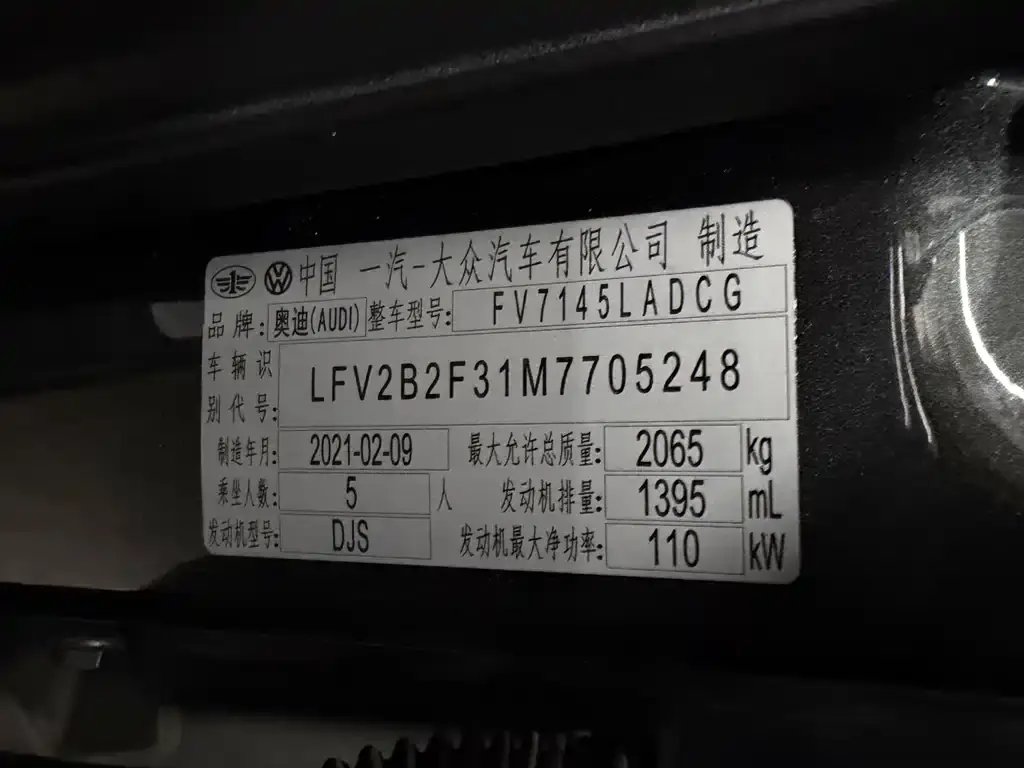 中国 一汽-大众汽车有限公司 制造
品牌: 奥迪(AUDI) 整车型号: FV7145LADCG
车辆识别代号: LFV2B2F31M7705248
制造年月: 2021-02-09 最大允许总质量: 2065 kg
乘坐人数: 5 人 发动机排量: 1395 mL
发动机型号: DJS 发动机最大净功率: 110 kW